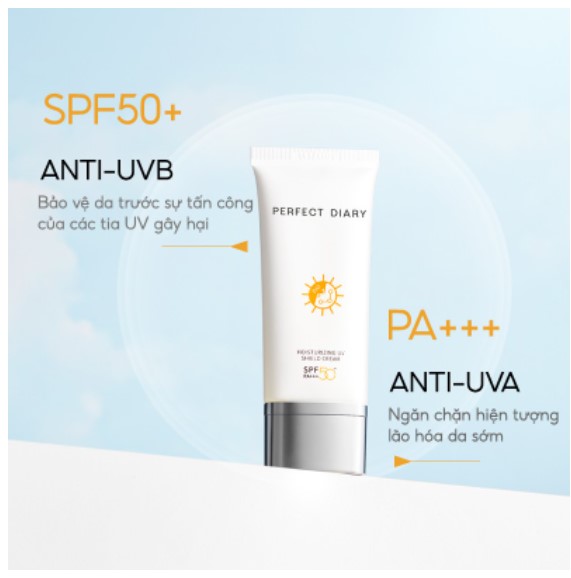 SPF50+
ANTI-UVB
Bảo vệ da trước sự tấn công
của các tia UV gây hại
PERFECT DIARY
MOISTURIZING UV
SHIELD CREAM
SPF50+
PA+++
PA+++
ANTI-UVA
Ngăn chặn hiện tượng
lão hóa da sớm